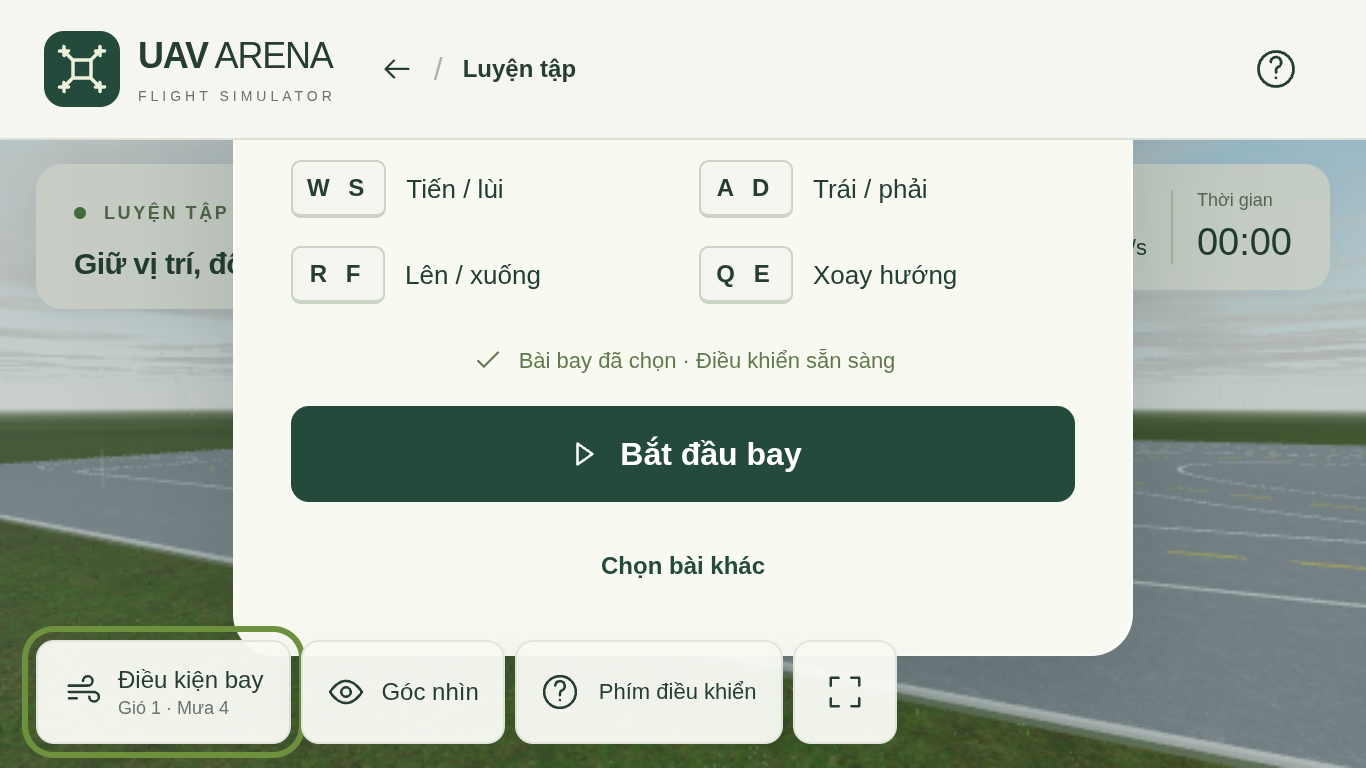 UAV ARENA
FLIGHT SIMULATOR
/ Luyện tập
LUYỆN TẬP
Giữ vị trí, đổ
/s
Thời gian
00:00
W S Tiến / lùi
A D Trái / phải
R F Lên / xuống
Q E Xoay hướng
Bài bay đã chọn · Điều khiển sẵn sàng
Bắt đầu bay
Chọn bài khác
Điều kiện bay
Gió 1 · Mưa 4
Góc nhìn
Phím điều khiển